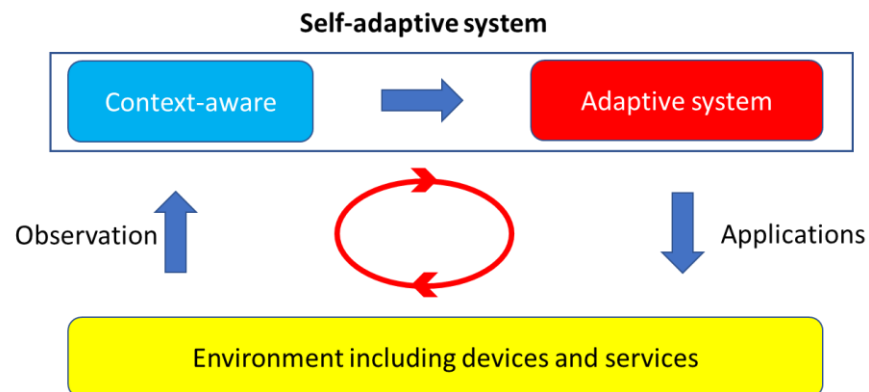 Self-adaptive system
Context-aware
Adaptive system
Observation
Applications
Environment including devices and services